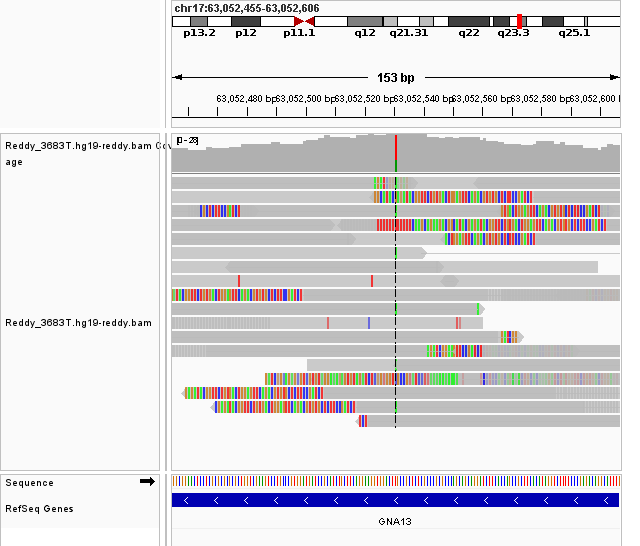 chr17:63,052,455-63,052,606
p13.2 p12 p11.1 q12 q21.31 q22 q23.3 q25.1
153 bp
63,052,480 bp 63,052,500 bp 63,052,520 bp 63,052,540 bp 63,052,560 bp 63,052,580 bp 63,052,600 b
Reddy_3683T.hg19-reddy.bam Cov
age
[0-28]
Reddy_3683T.hg19-reddy.bam
Sequence
RefSeq Genes
GNA13